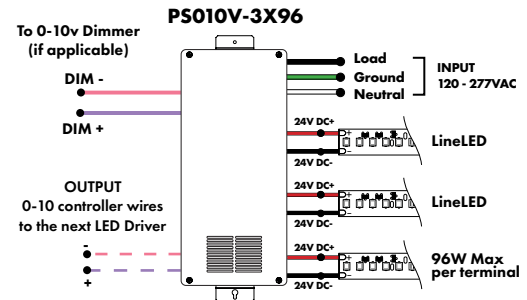 PS010V-3X96
To 0-10v Dimmer
(if applicable)
DIM -
DIM +
OUTPUT
0-10 controller wires
to the next LED Driver
-
+
Load
Ground
Neutral
INPUT
120 - 277VAC
24V DC+
+
-
24V DC-
LineLED
24V DC+
+
-
24V DC-
LineLED
24V DC+
+
-
24V DC-
96W Max
per terminal